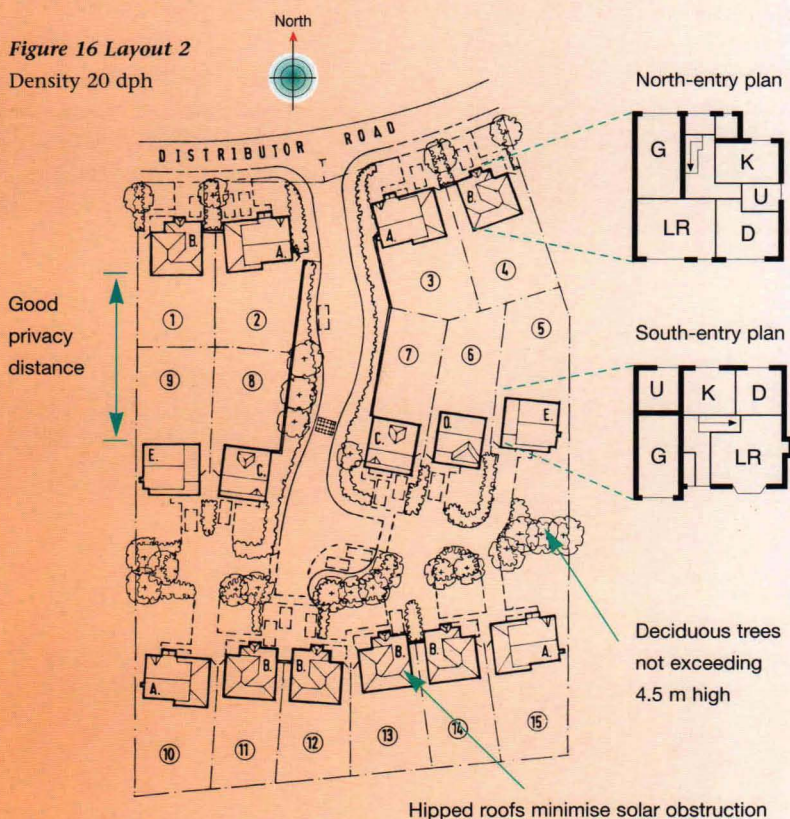 Figure 16 Layout 2
Density 20 dph
North
North-entry plan
G
K
U
LR
D
DISTRIBUTOR ROAD
B.
A.
A.
B.
3
4
1
2
Good
privacy
distance
5
7
6
9
8
South-entry plan
U
K
D
G
LR
E.
C.
C.
D.
E.
Deciduous trees
not exceeding
4.5 m high
A.
B.
B.
B.
B.
A.
10
11
12
13
14
15
Hipped roofs minimise solar obstruction